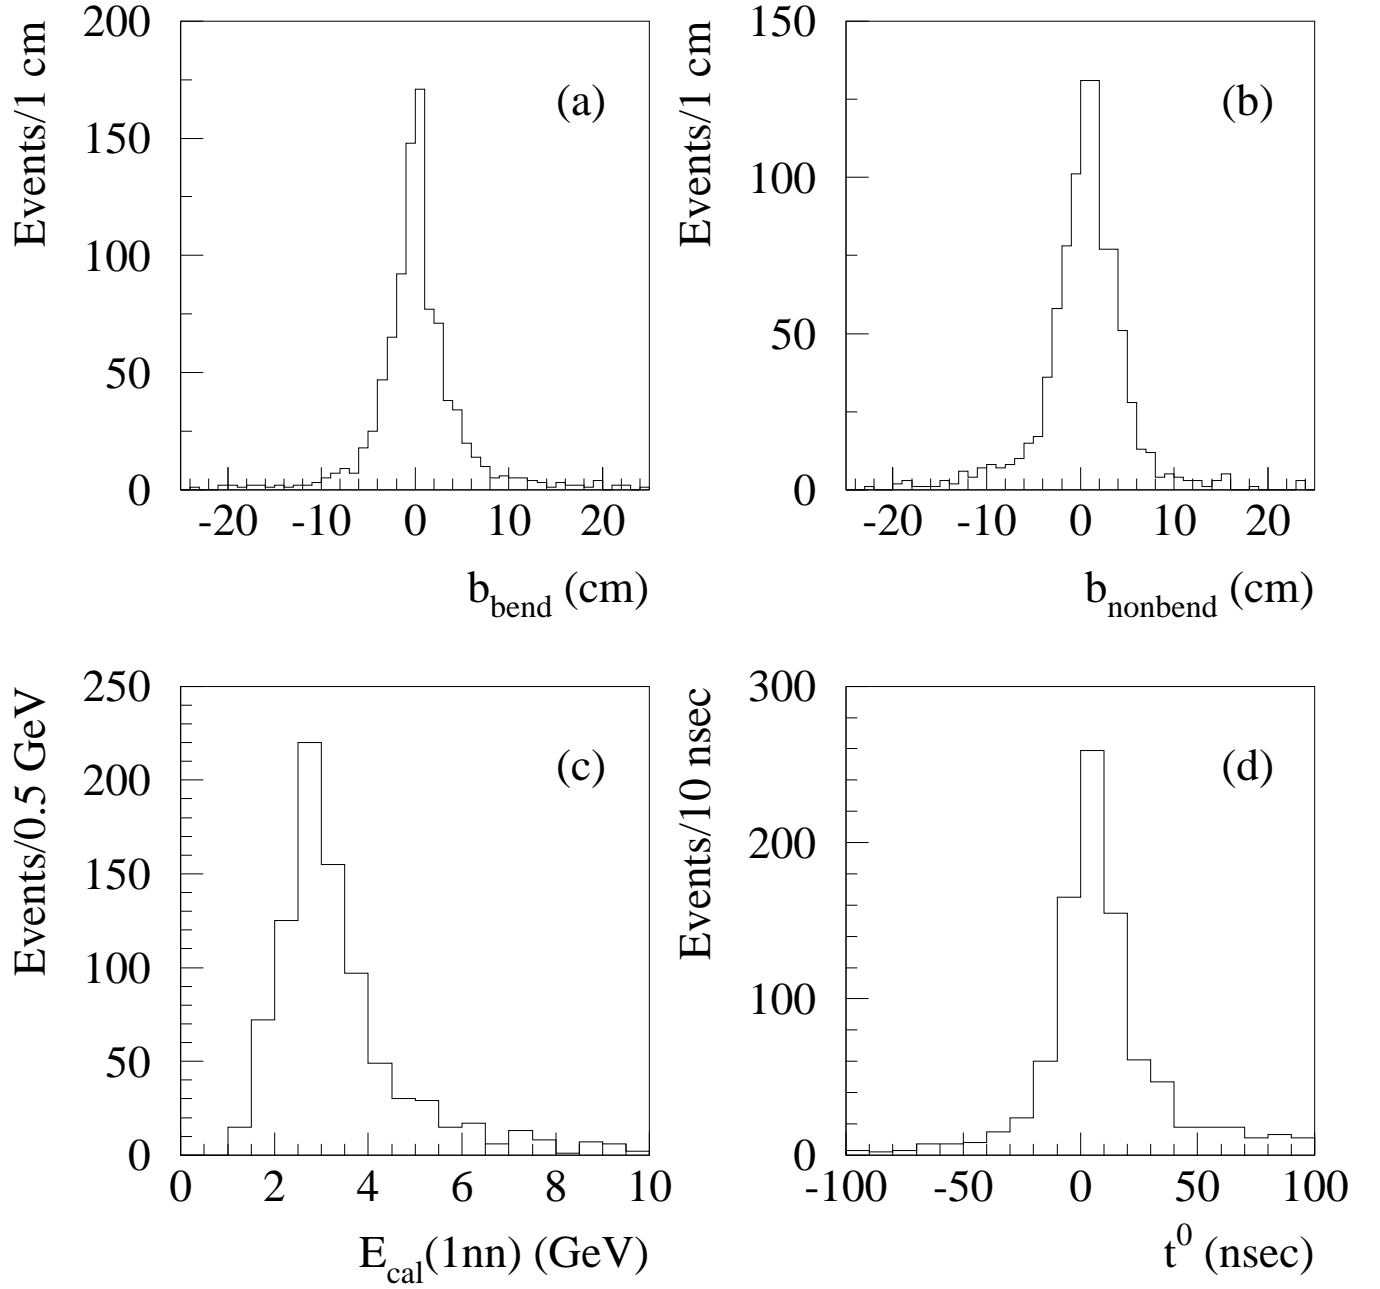 Events/1 cm
200
150
100
50
0
(a)
-20 -10 0 10 20
b_bend (cm)
Events/1 cm
150
100
50
0
(b)
-20 -10 0 10 20
b_nonbend (cm)
Events/0.5 GeV
250
200
150
100
50
0
(c)
0 2 4 6 8 10
E_cal(1nn) (GeV)
Events/10 nsec
300
200
100
0
(d)
-100 -50 0 50 100
t^0 (nsec)